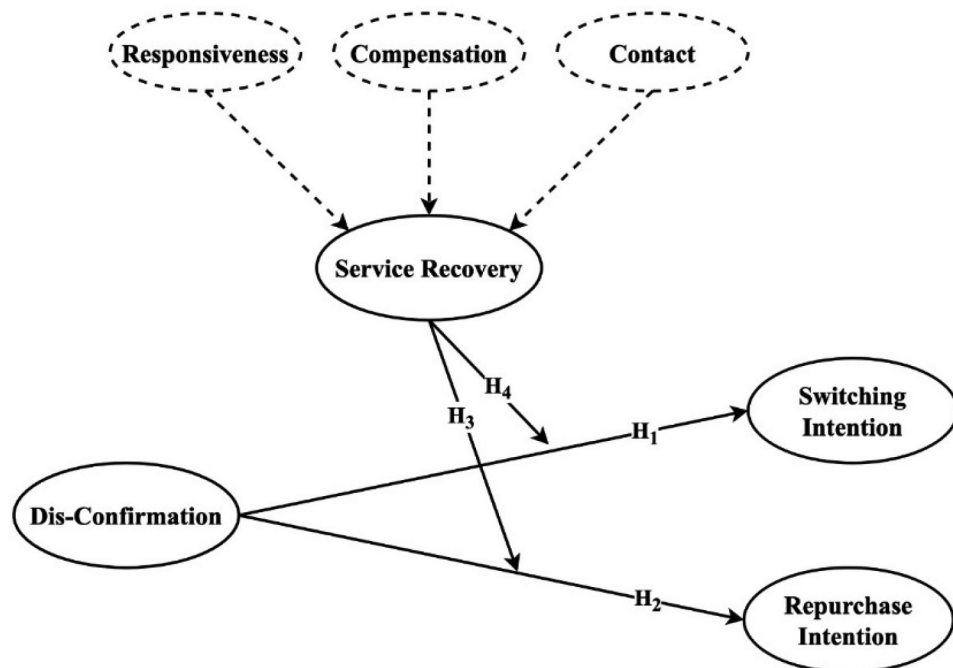 Responsiveness
Compensation
Contact
Service Recovery
H4
H3
Switching
Intention
H1
Dis-Confirmation
H2
Repurchase
Intention